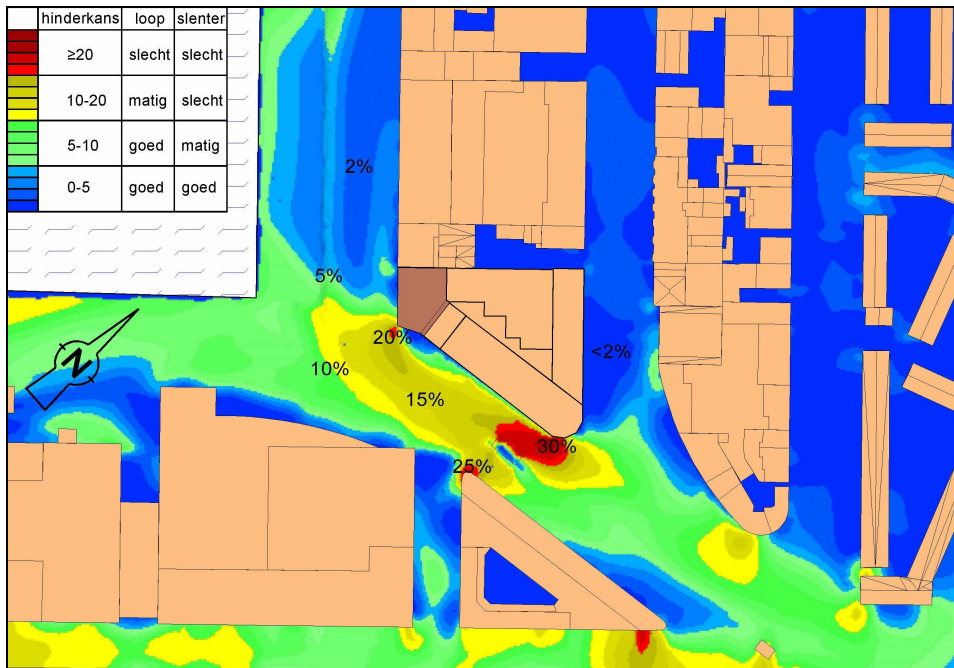 hinderkans loop slenter
≥20 slecht slecht
10-20 matig slecht
5-10 goed matig
0-5 goed goed
2%
5%
20%
<2%
10%
15%
30%
25%
N